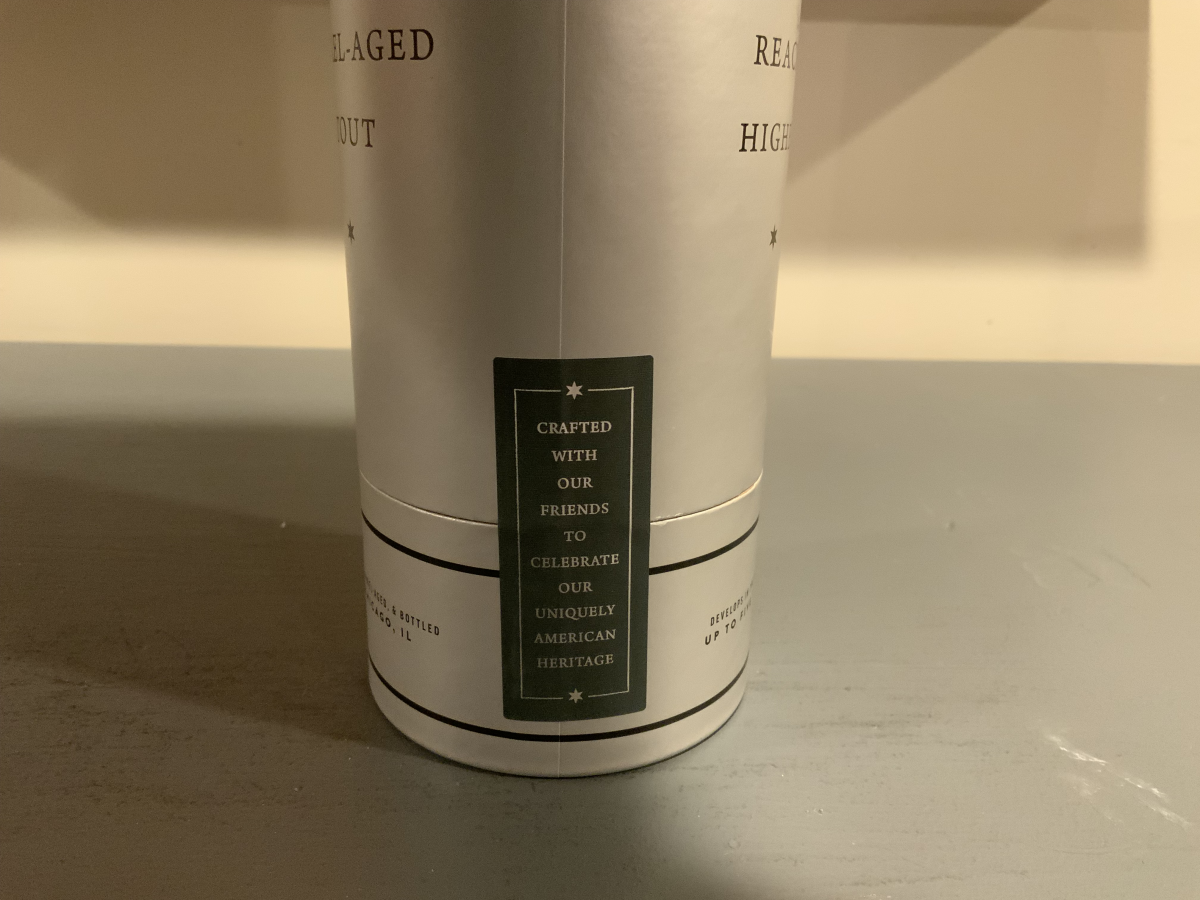 EL-AGED
OUT
CRAFTED
WITH
OUR
FRIENDS
TO
CELEBRATE
OUR
UNIQUELY
AMERICAN
HERITAGE
& BOTTLED
CAGO, IL
REAC
HIGH
DEVELOPS
UP TO